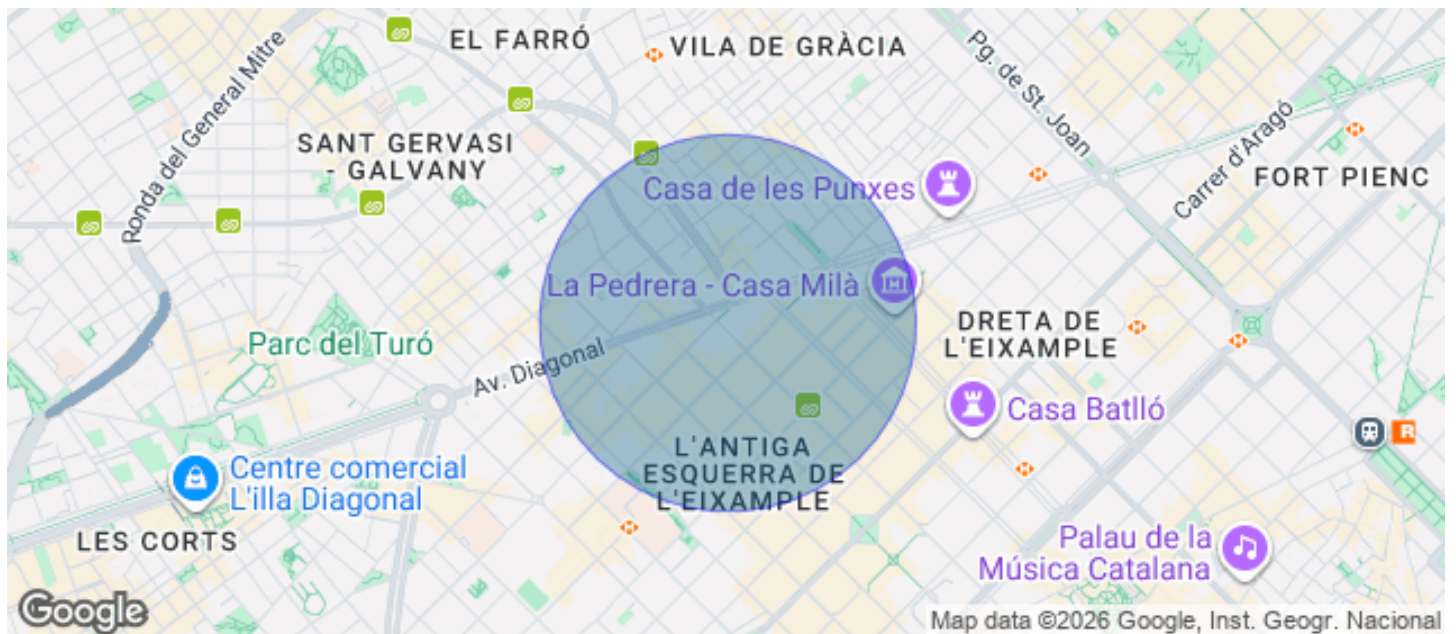 EL FARRÓ
VILA DE GRÀCIA
Ronda del General Mitre
Pg. de St. Joan
Carrer d'Aragó
SANT GERVASI
- GALVANY
Casa de les Punxes
FORT PIENC
La Pedrera - Casa Milà
DRETA DE
L'EIXAMPLE
Parc del Turó
Av. Diagonal
Casa Batlló
L'ANTIGA
ESQUERRA DE
L'EIXAMPLE
R
Centre comercial
L'illa Diagonal
LES CORTS
Palau de la
Música Catalana
Google
Map data ©2026 Google, Inst. Geogr. Nacional